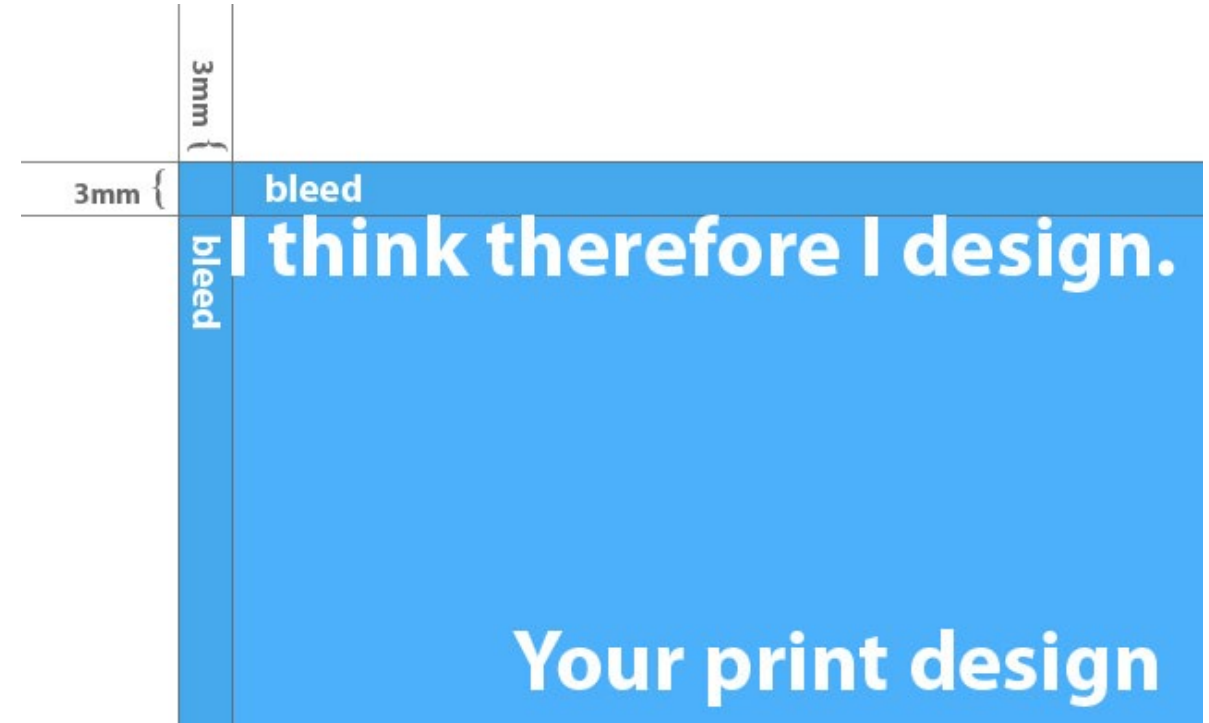 3mm {
3mm {
bleed
bleed
I think therefore I design.
Your print design